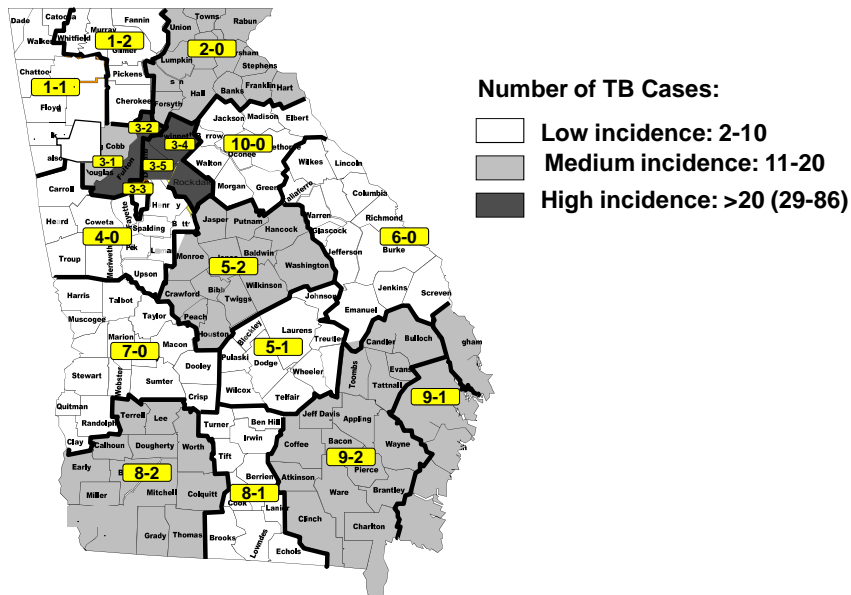 Number of TB Cases:
Low incidence: 2-10
Medium incidence: 11-20
High incidence: >20 (29-86)
Dade
Catoosa
Fannin
Towns
Rabun
Walker
Whitfield
Murray
1-2
Union
2-0
Gilmer
Chattoo
Pickens
Lumpkin
Stephens
1-1
Floyd
Cherokee
Forsyth
Hall
Banks
Franklin
Hart
3-2
Jackson
Madison
Elbert
Cobb
3-4
10-0
Oconee
3-1
3-5
Walton
Wilkes
Lincoln
Fulton
Carroll
3-3
Rockdale
Morgan
Columbia
Heard
Coweta
Fayette
Spalding
Jasper
Putnam
Hancock
Warren
Glascock
Richmond
4-0
6-0
Burke
Troup
Meriweth
Upson
Monroe
Baldwin
Jefferson
5-2
Washington
Wilkinson
Harris
Talbot
Crawford
Bibb
Twiggs
Johnson
Jenkins
Screven
Muscogee
Taylor
Peach
Houston
Emanuel
Marion
Macon
Bleckley
Laurens
Treutlen
Candler
Bulloch
7-0
5-1
Pulaski
Dodge
Stewart
Webster
Sumter
Dooley
Wheeler
Toombs
Evans
Tattnall
9-1
Crisp
Wilcox
Telfair
Quitman
Randolph
Terrell
Lee
Turner
Ben Hill
Jeff Davis
Appling
Clay
Calhoun
Dougherty
Worth
Irwin
Coffee
Bacon
Wayne
Early
8-2
Tift
9-2
Pierce
Miller
Mitchell
Colquitt
Berrien
8-1
Atkinson
Ware
Brantley
Cook
Lanier
Clinch
Charlton
Grady
Thomas
Brooks
Lowndes
Echols